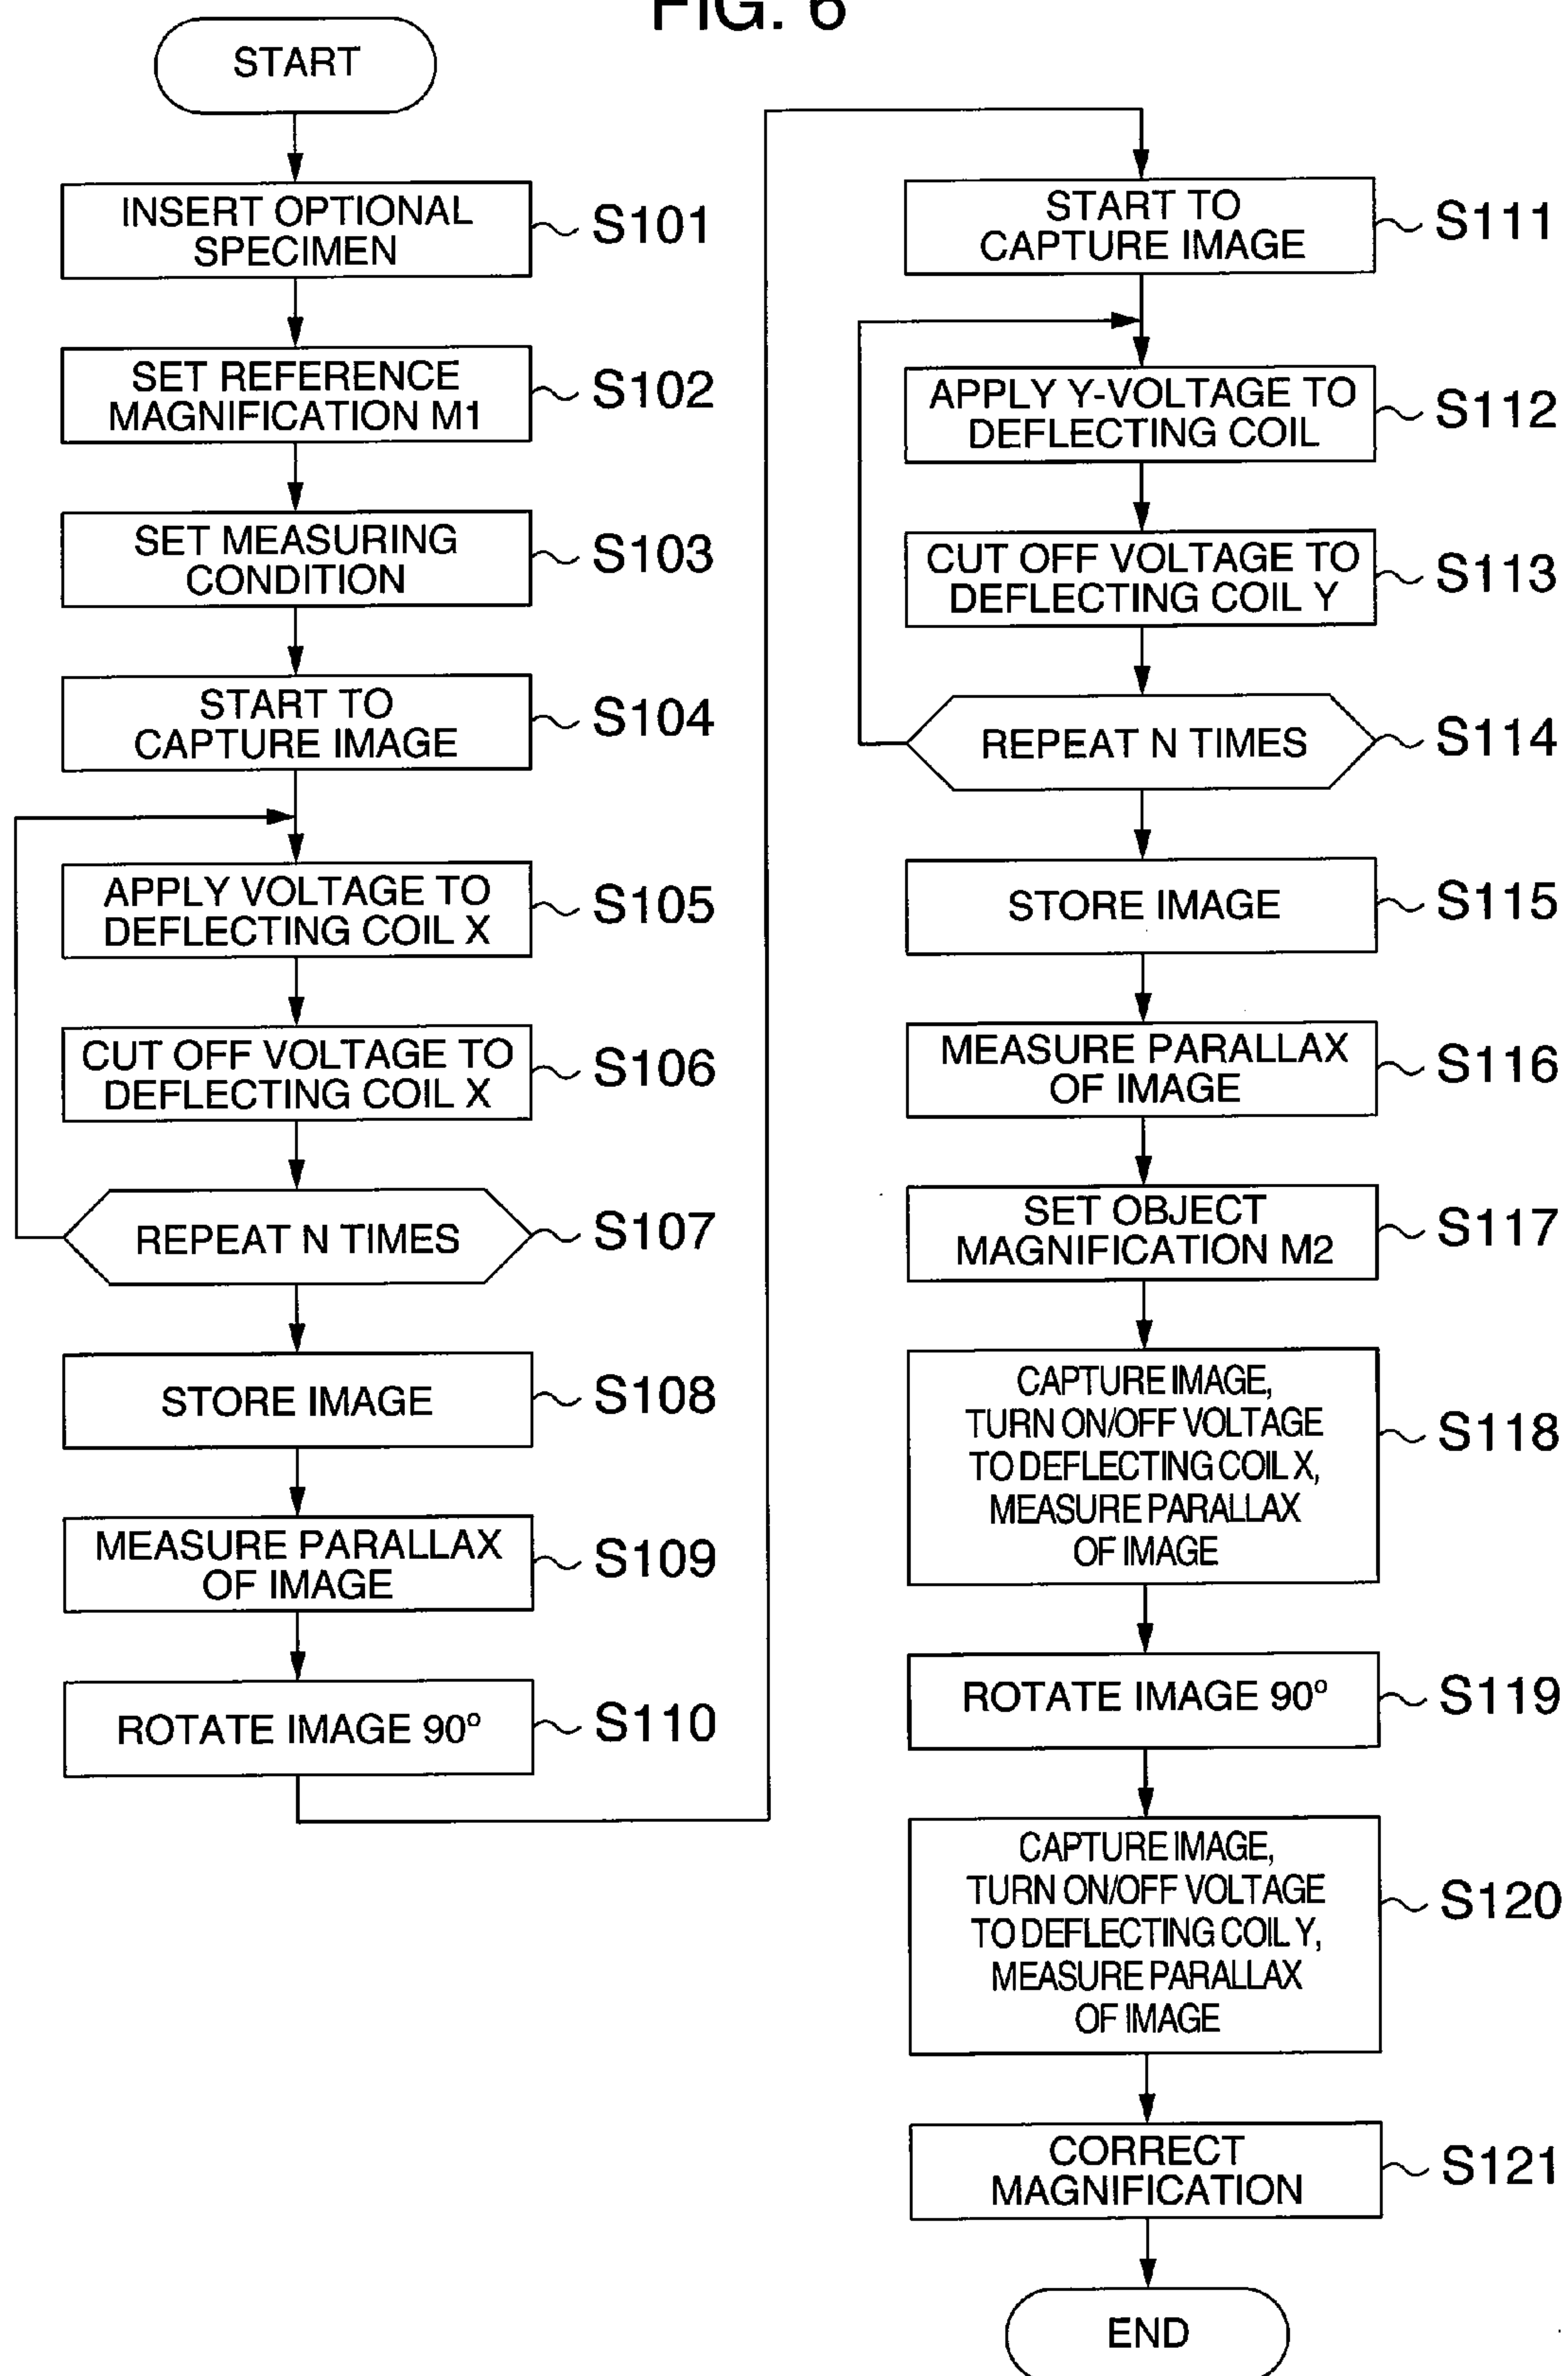 FIG. 6
START
INSERT OPTIONAL
SPECIMEN
S101
SET REFERENCE
MAGNIFICATION M1
S102
SET MEASURING
CONDITION
S103
START TO
CAPTURE IMAGE
S104
APPLY VOLTAGE TO
DEFLECTING COIL X
S105
CUT OFF VOLTAGE TO
DEFLECTING COIL X
S106
REPEAT N TIMES
S107
STORE IMAGE
S108
MEASURE PARALLAX
OF IMAGE
S109
ROTATE IMAGE 90º
S110
START TO
CAPTURE IMAGE
S111
APPLY Y-VOLTAGE TO
DEFLECTING COIL
S112
CUT OFF VOLTAGE TO
DEFLECTING COIL Y
S113
REPEAT N TIMES
S114
STORE IMAGE
S115
MEASURE PARALLAX
OF IMAGE
S116
SET OBJECT
MAGNIFICATION M2
S117
CAPTURE IMAGE,
TURN ON/OFF VOLTAGE
TO DEFLECTING COIL X,
MEASURE PARALLAX
OF IMAGE
S118
ROTATE IMAGE 90º
S119
CAPTURE IMAGE,
TURN ON/OFF VOLTAGE
TO DEFLECTING COIL Y,
MEASURE PARALLAX
OF IMAGE
S120
CORRECT
MAGNIFICATION
S121
END